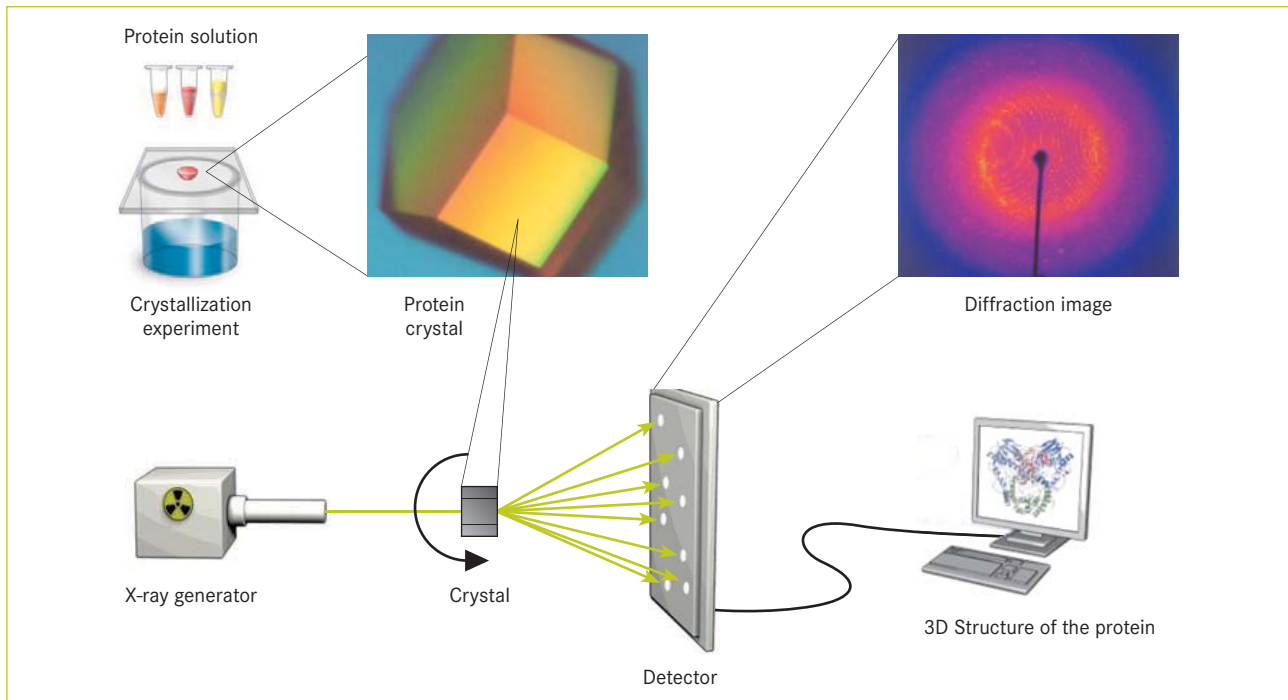 Protein solution
Crystallization
experiment
Protein
crystal
Diffraction image
X-ray generator
Crystal
Detector
3D Structure of the protein